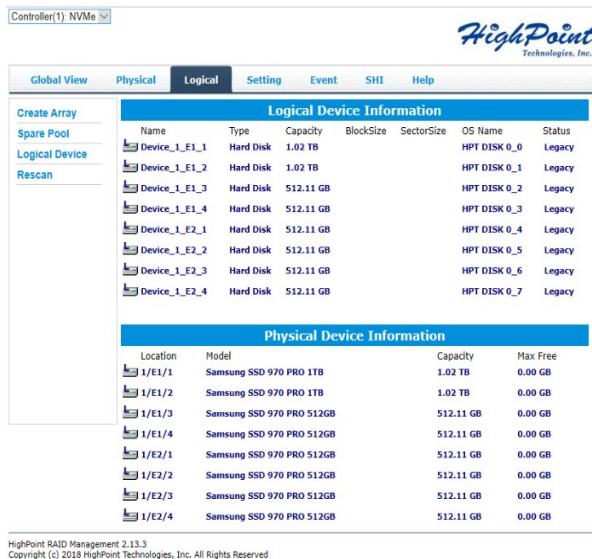 Controller(1): NVMe
HighPoint
Technologies, Inc.
Global View Physical Logical Setting Event SHI Help
Create Array
Spare Pool
Logical Device
Rescan
Logical Device Information
Name Type Capacity BlockSize SectorSize OS Name Status
Device_1_E1_1 Hard Disk 1.02 TB HPT DISK 0_0 Legacy
Device_1_E1_2 Hard Disk 1.02 TB HPT DISK 0_1 Legacy
Device_1_E1_3 Hard Disk 512.11 GB HPT DISK 0_2 Legacy
Device_1_E1_4 Hard Disk 512.11 GB HPT DISK 0_3 Legacy
Device_1_E2_1 Hard Disk 512.11 GB HPT DISK 0_4 Legacy
Device_1_E2_2 Hard Disk 512.11 GB HPT DISK 0_5 Legacy
Device_1_E2_3 Hard Disk 512.11 GB HPT DISK 0_6 Legacy
Device_1_E2_4 Hard Disk 512.11 GB HPT DISK 0_7 Legacy
Physical Device Information
Location Model Capacity Max Free
1/E1/1 Samsung SSD 970 PRO 1TB 1.02 TB 0.00 GB
1/E1/2 Samsung SSD 970 PRO 1TB 1.02 TB 0.00 GB
1/E1/3 Samsung SSD 970 PRO 512GB 512.11 GB 0.00 GB
1/E1/4 Samsung SSD 970 PRO 512GB 512.11 GB 0.00 GB
1/E2/1 Samsung SSD 970 PRO 512GB 512.11 GB 0.00 GB
1/E2/2 Samsung SSD 970 PRO 512GB 512.11 GB 0.00 GB
1/E2/3 Samsung SSD 970 PRO 512GB 512.11 GB 0.00 GB
1/E2/4 Samsung SSD 970 PRO 512GB 512.11 GB 0.00 GB
HighPoint RAID Management 2.13.3
Copyright (c) 2018 HighPoint Technologies, Inc. All Rights Reserved